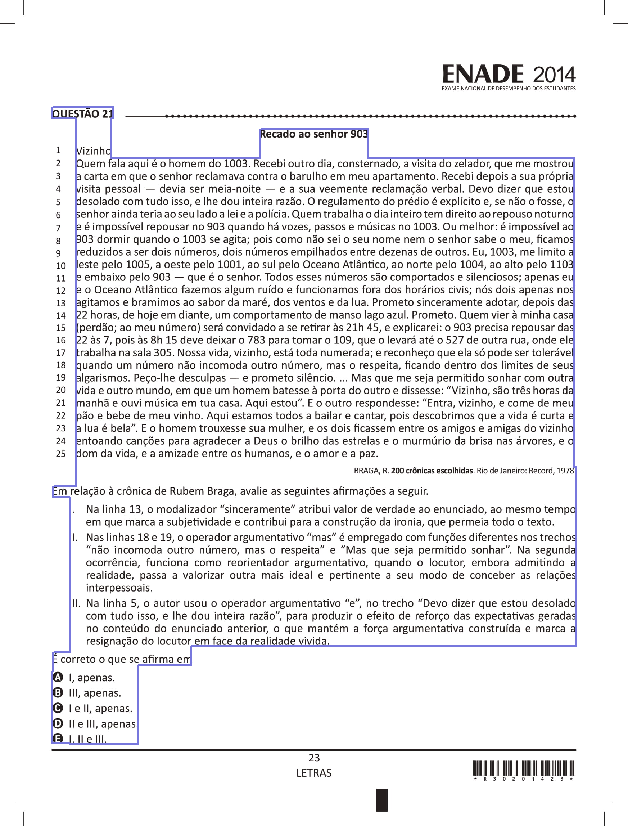 ENADE 2014
EXAME NACIONAL DE DESEMPENHO DOS ESTUDANTES
QUESTÃO 21
Recado ao senhor 903
1 Vizinho
2 Quem fala aqui é o homem do 1003. Recebi outro dia, consternado, a visita do zelador, que me mostrou
3 a carta em que o senhor reclamava contra o barulho em meu apartamento. Recebi depois a sua própria
4 visita pessoal — devia ser meia-noite — e a sua veemente reclamação verbal. Devo dizer que estou
5 desolado com tudo isso, e lhe dou inteira razão. O regulamento do prédio é explícito e, se não o fosse, o
6 senhor ainda teria ao seu lado a lei e a polícia. Quem trabalha o dia inteiro tem direito ao repouso noturno
7 e é impossível repousar no 903 quando há vozes, passos e músicas no 1003. Ou melhor: é impossível ao
8 903 dormir quando o 1003 se agita; pois como não sei o seu nome nem o senhor sabe o meu, ficamos
9 reduzidos a ser dois números, dois números empilhados entre dezenas de outros. Eu, 1003, me limito a
10 leste pelo 1005, a oeste pelo 1001, ao sul pelo Oceano Atlântico, ao norte pelo 1004, ao alto pelo 1103
11 e embaixo pelo 903 — que é o senhor. Todos esses números são comportados e silenciosos; apenas eu
12 e o Oceano Atlântico fazemos algum ruído e funcionamos fora dos horários civis; nós dois apenas nos
13 agitamos e bramimos ao sabor da maré, dos ventos e da lua. Prometo sinceramente adotar, depois das
14 22 horas, de hoje em diante, um comportamento de manso lago azul. Prometo. Quem vier à minha casa
15 (perdão; ao meu número) será convidado a se retirar às 21h 45, e explicarei: o 903 precisa repousar das
16 22 às 7, pois às 8h 15 deve deixar o 783 para tomar o 109, que o levará até o 527 de outra rua, onde ele
17 trabalha na sala 305. Nossa vida, vizinho, está toda numerada; e reconheço que ela só pode ser tolerável
18 quando um número não incomoda outro número, mas o respeita, ficando dentro dos limites de seus
19 algarismos. Peço-lhe desculpas — e prometo silêncio. ... Mas que me seja permitido sonhar com outra
20 vida e outro mundo, em que um homem batesse à porta do outro e dissesse: “Vizinho, são três horas da
21 manhã e ouvi música em tua casa. Aqui estou”. E o outro respondesse: “Entra, vizinho, e come de meu
22 pão e bebe de meu vinho. Aqui estamos todos a bailar e cantar, pois descobrimos que a vida é curta e
23 a lua é bela”. E o homem trouxesse sua mulher, e os dois ficassem entre os amigos e amigas do vizinho
24 entoando canções para agradecer a Deus o brilho das estrelas e o murmúrio da brisa nas árvores, e o
25 dom da vida, e a amizade entre os humanos, e o amor e a paz.
BRAGA, R. 200 crônicas escolhidas. Rio de Janeiro: Record, 1978
Em relação à crônica de Rubem Braga, avalie as seguintes afirmações a seguir.
I. Na linha 13, o modalizador “sinceramente” atribui valor de verdade ao enunciado, ao mesmo tempo
em que marca a subjetividade e contribui para a construção da ironia, que permeia todo o texto.
II. Nas linhas 18 e 19, o operador argumentativo “mas” é empregado com funções diferentes nos trechos
“não incomoda outro número, mas o respeita” e “Mas que seja permitido sonhar”. Na segunda
ocorrência, funciona como reorientador argumentativo, quando o locutor, embora admitindo a
realidade, passa a valorizar outra mais ideal e pertinente a seu modo de conceber as relações
interpessoais.
III. Na linha 5, o autor usou o operador argumentativo “e”, no trecho “Devo dizer que estou desolado
com tudo isso, e lhe dou inteira razão”, para produzir o efeito de reforço das expectativas geradas
no conteúdo do enunciado anterior, o que mantém a força argumentativa construída e marca a
resignação do locutor em face da realidade vivida.
É correto o que se afirma em
A I, apenas.
B III, apenas.
C I e II, apenas.
D II e III, apenas
E I, II e III.
23
LETRAS
*R3020142 3*